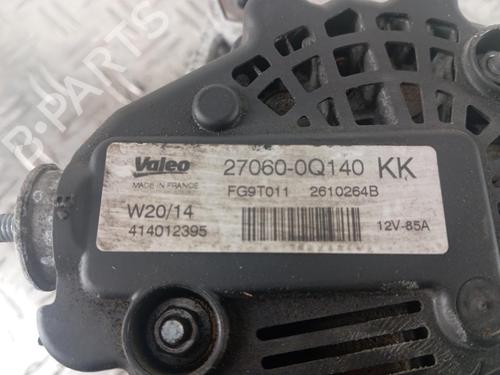 Valeo
27060-0Q140 KK
MADE IN FRANCE
FG9T011 2610264B
W20/14
414012395
12V-85A
B-PARTS